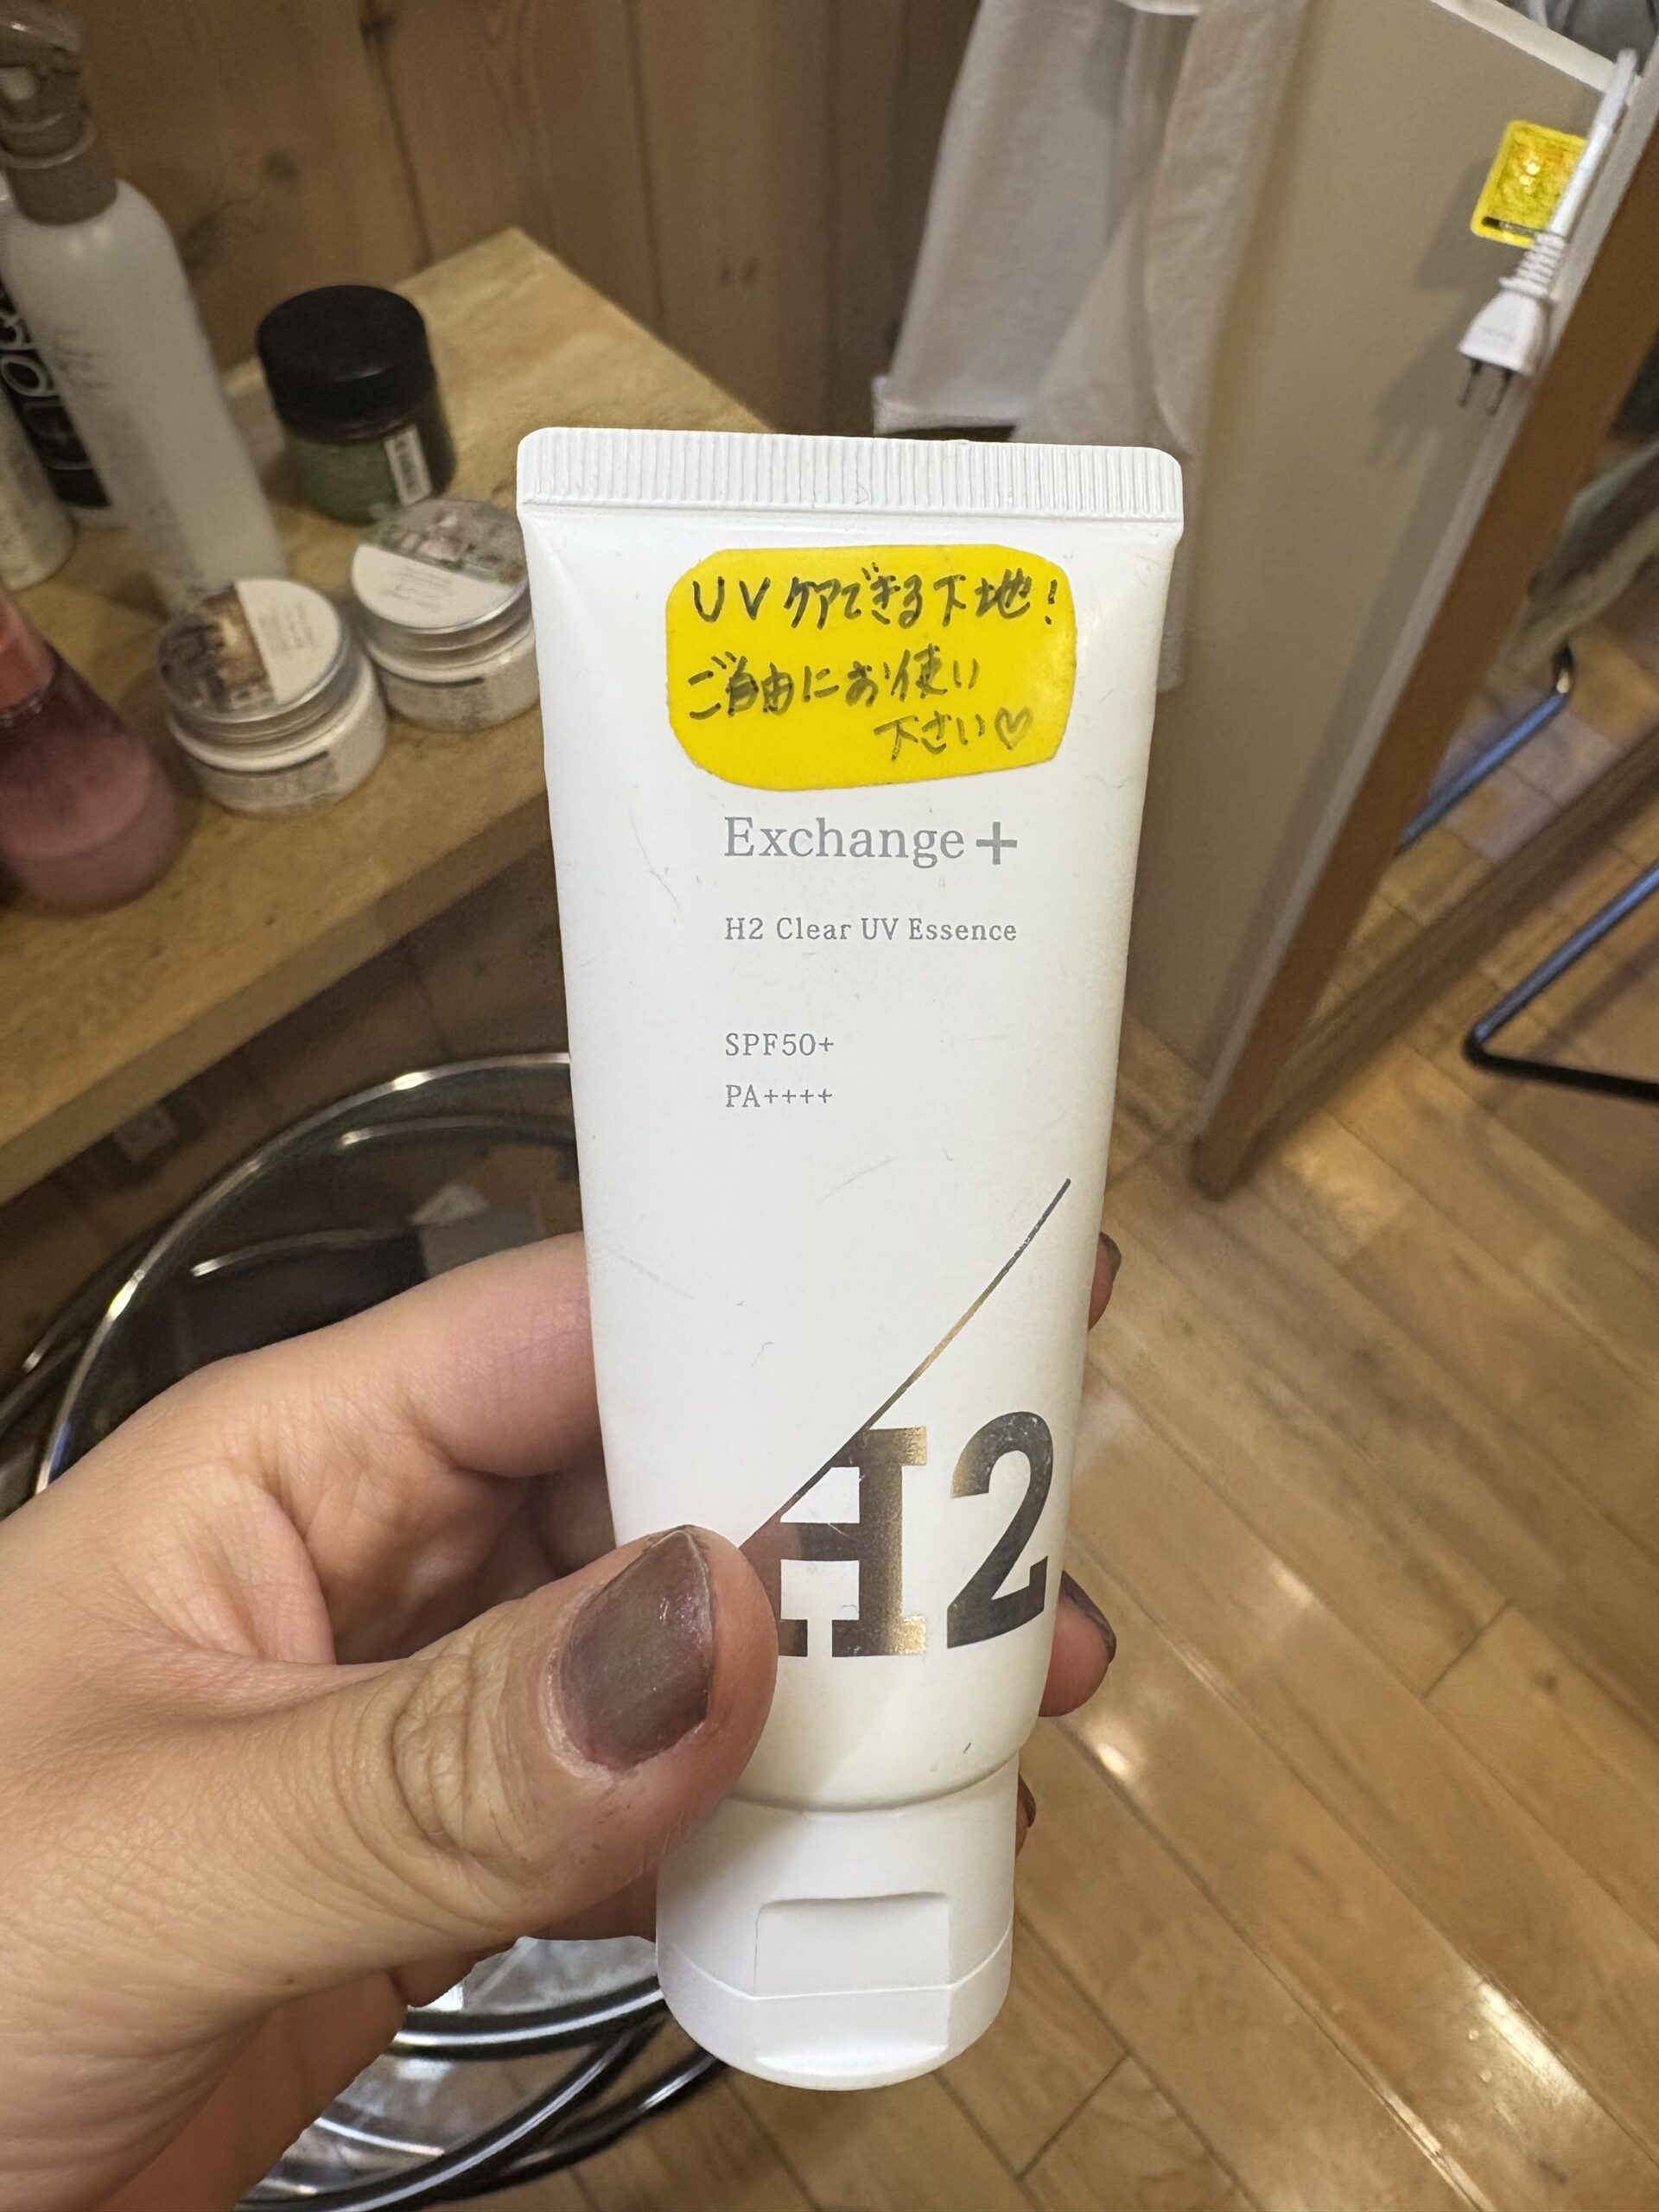 UVケアできる下地!
ご自由にお使い
下さい♡
Exchange+
H2 Clear UV Essence
SPF50+
PA++++
H2